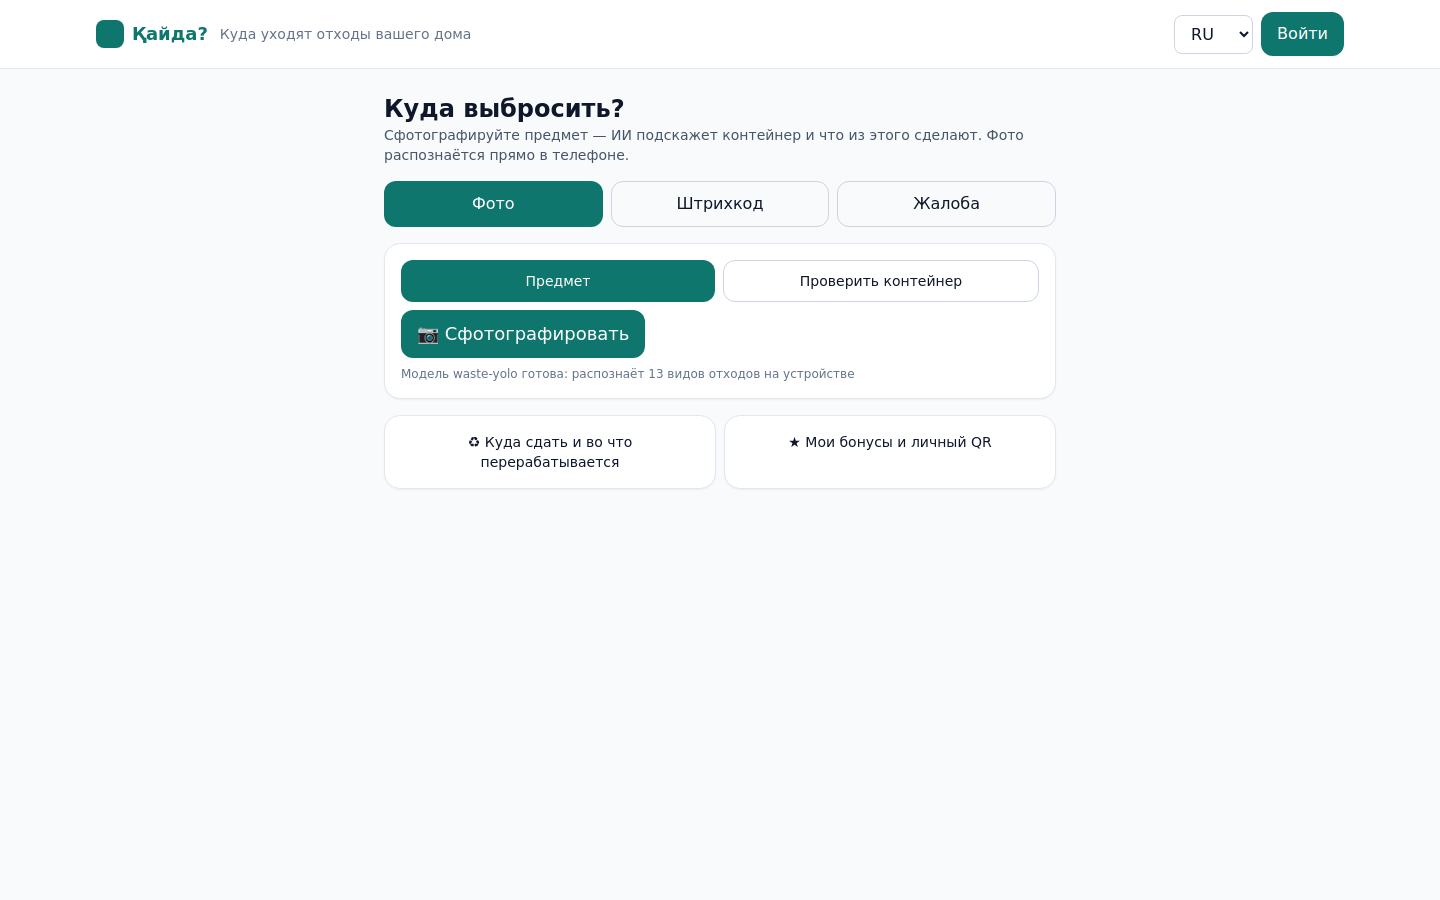 Қайда? Куда уходят отходы вашего дома
RU
Войти
Куда выбросить?
Сфотографируйте предмет — ИИ подскажет контейнер и что из этого сделают. Фото
распознаётся прямо в телефоне.
Фото
Штрихкод
Жалоба
Предмет
Проверить контейнер
📷 Сфотографировать
Модель waste-yolo готова: распознаёт 13 видов отходов на устройстве
♻ Куда сдать и во что
перерабатывается
★ Мои бонусы и личный QR